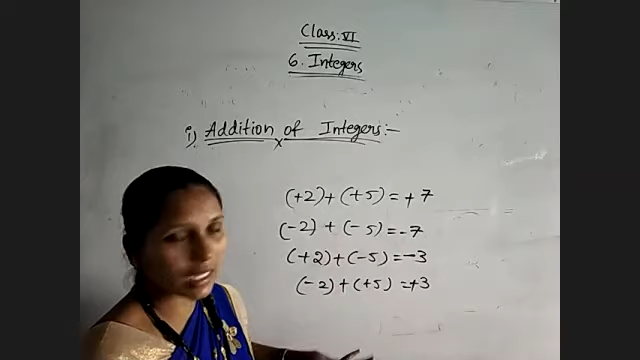 Class:VI
6. Integers
i) Addition of Integers:-
(+2)+(+5)=+7
(-2)+(-5)=-7
(+2)+(-5)=-3
(-2)+(+5)=+3